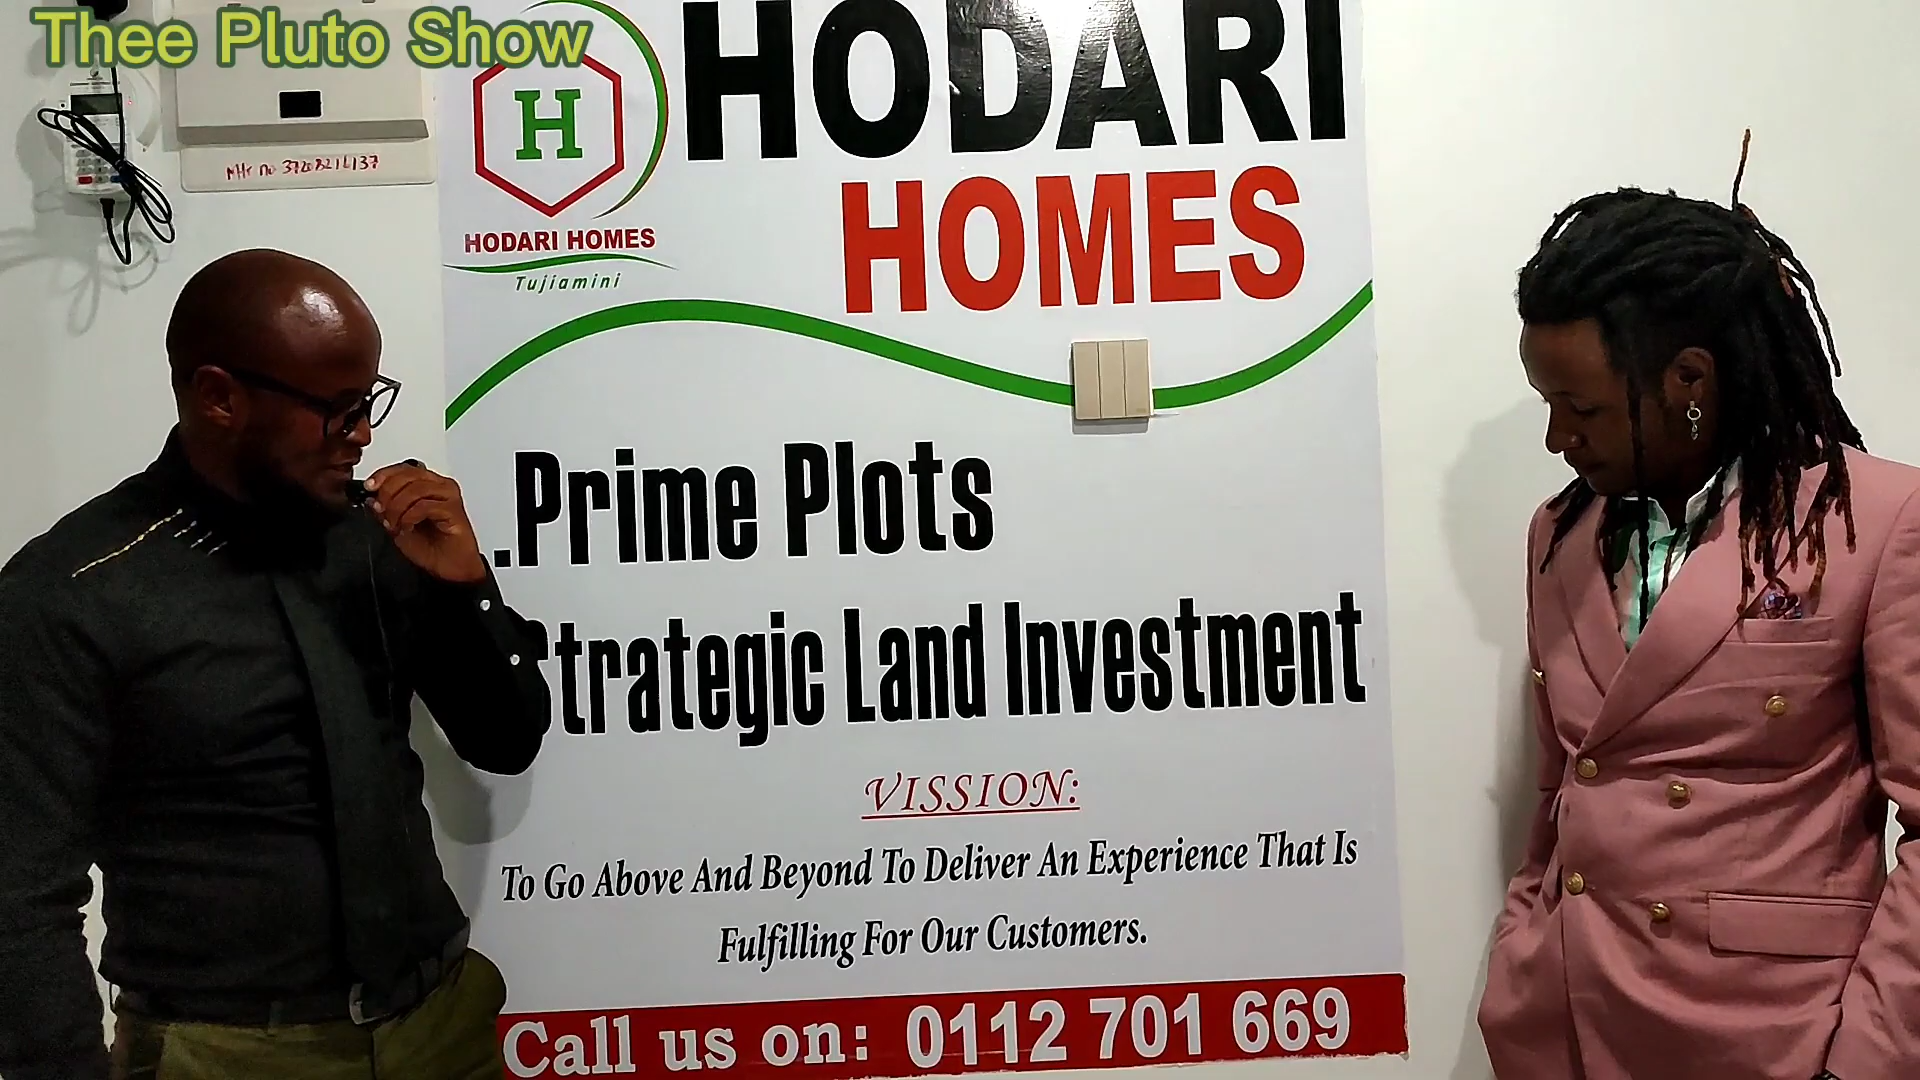 Thee Pluto Show
H
HODARI HOMES
Tujiamini
HODARI
HOMES
.Prime Plots
Strategic Land Investment
VISSION:
To Go Above And Beyond To Deliver An Experience That Is
Fulfilling For Our Customers.
Call us on: 0112 701 669